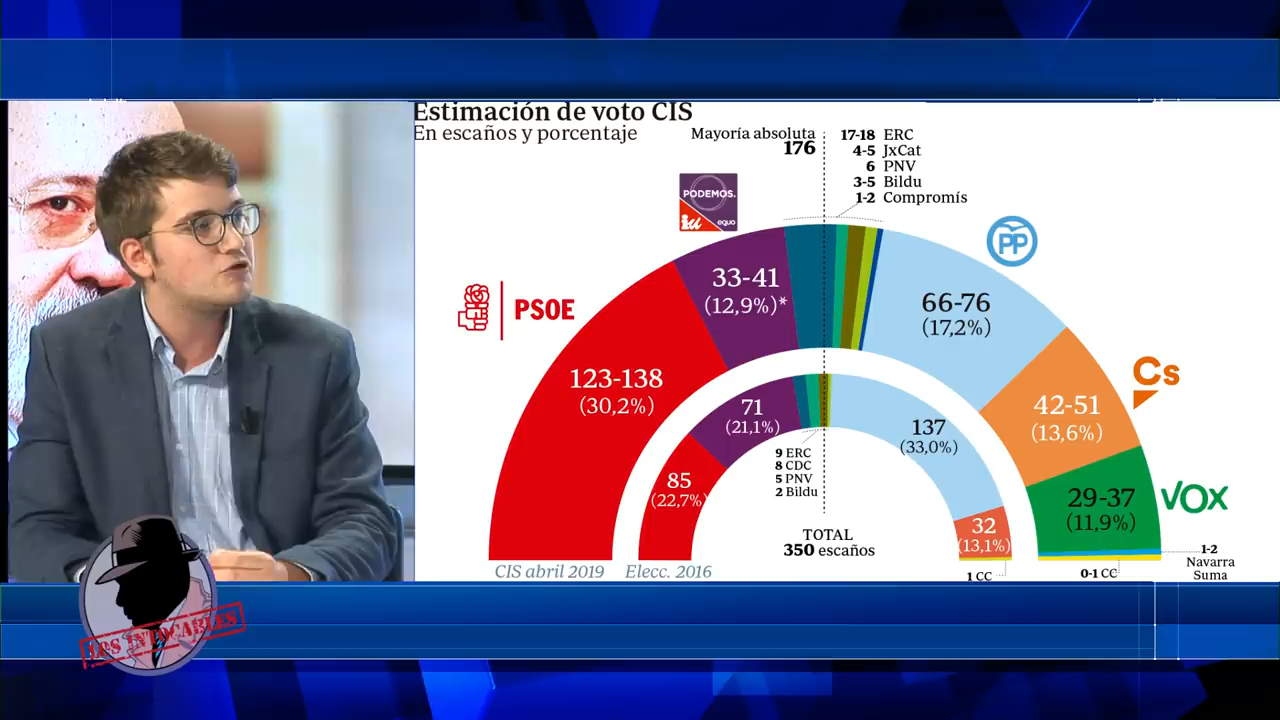 Estimación de voto CIS
En escaños y porcentaje
Mayoría absoluta
176
17-18 ERC
4-5 JxCat
6 PNV
3-5 Bildu
1-2 Compromís
PODEMOS.
iu
equo
PP
PSOE
33-41
(12,9%)*
66-76
(17,2%)
123-138
(30,2%)
Cs
42-51
(13,6%)
71
(21,1%)
137
(33,0%)
9 ERC
8 CDC
5 PNV
2 Bildu
85
(22,7%)
29-37
(11,9%)
VOX
32
(13,1%)
TOTAL
350 escaños
1-2
Navarra
Suma
CIS abril 2019
Elecc. 2016
1 CC
0-1 CC
LOS INTOCABLES